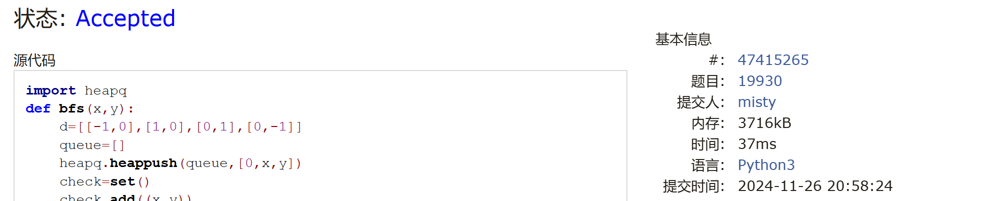 状态: Accepted
源代码
import heapq
def bfs(x,y):
    d=[[-1,0],[1,0],[0,1],[0,-1]]
    queue=[]
    heapq.heappush(queue,[0,x,y])
    check=set()
    check.add((x,y))
基本信息
#: 47415265
题目: 19930
提交人: misty
内存: 3716kB
时间: 37ms
语言: Python3
提交时间: 2024-11-26 20:58:24